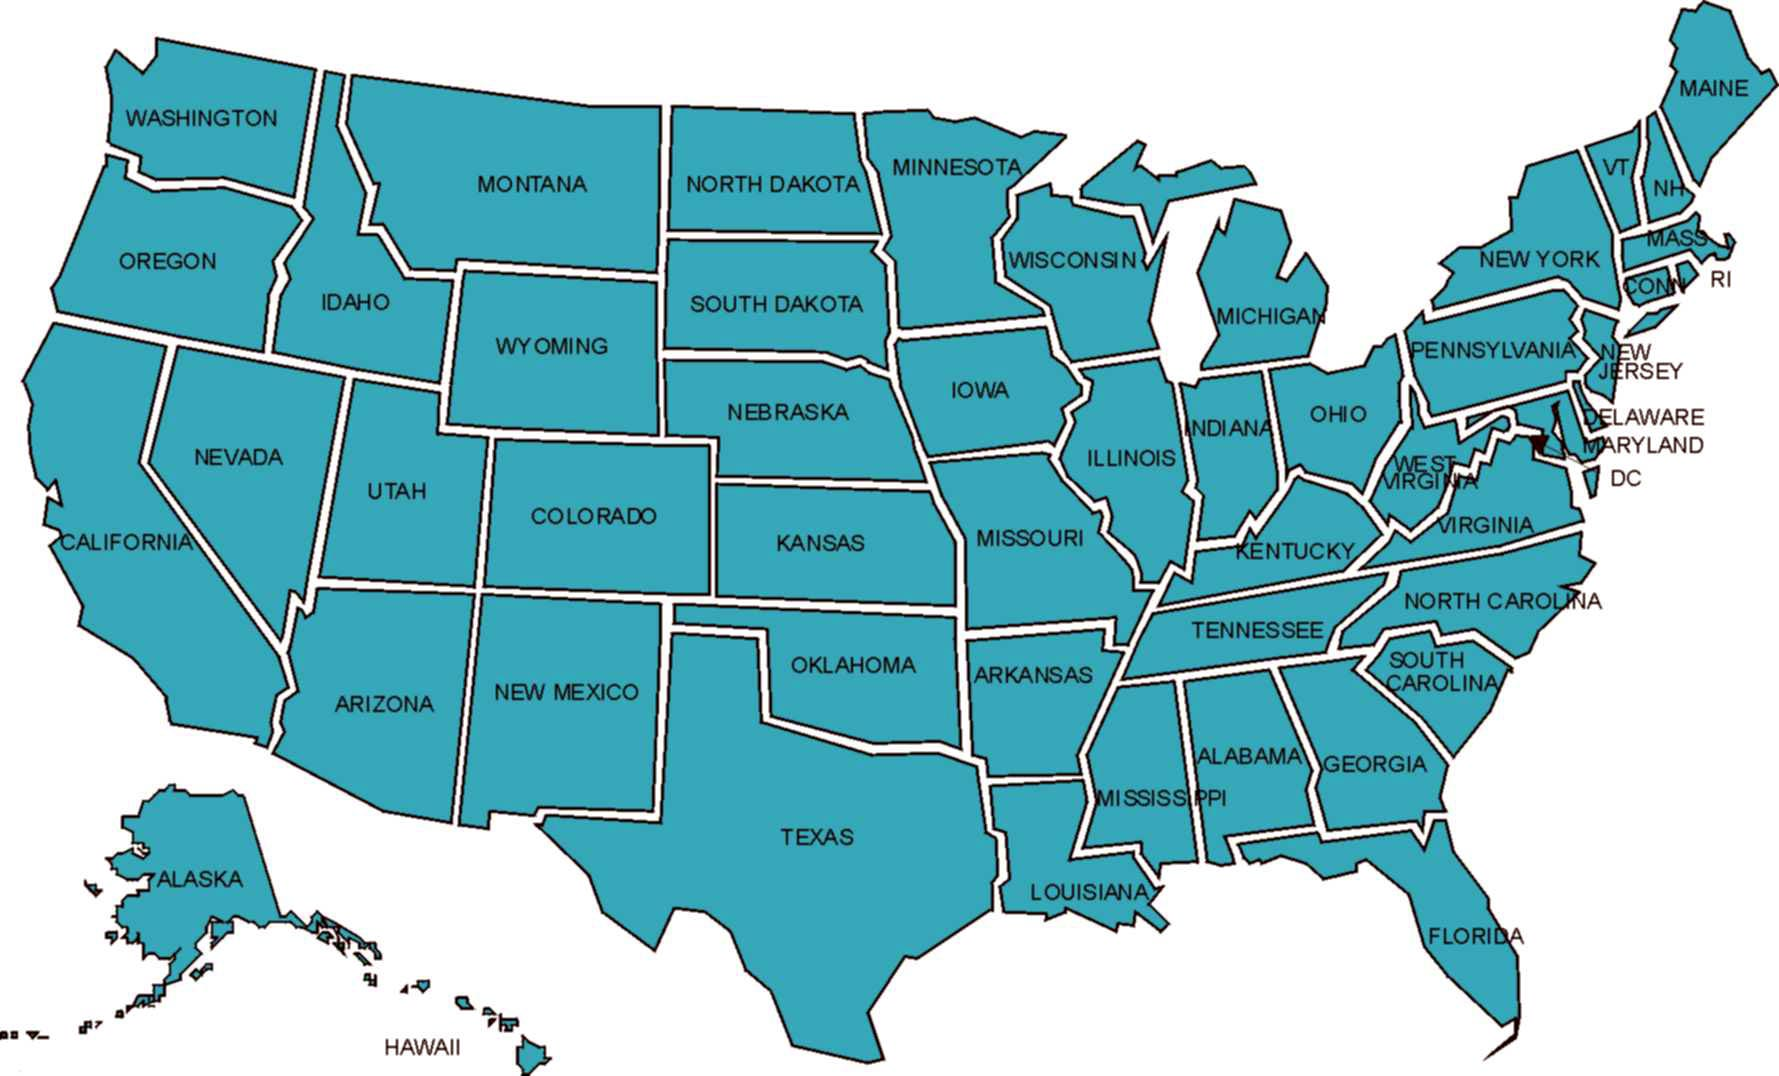 MAINE
WASHINGTON
MINNESOTA
VT
MONTANA
NORTH DAKOTA
NH
MASS
OREGON
WISCONSIN
NEW YORK
RI
CONN
IDAHO
SOUTH DAKOTA
MICHIGAN
WYOMING
PENNSYLVANIA
NEW
JERSEY
IOWA
NEBRASKA
OHIO
DELAWARE
INDIANA
MARYLAND
NEVADA
ILLINOIS
WEST
VIRGINIA
DC
UTAH
COLORADO
VIRGINIA
CALIFORNIA
KANSAS
MISSOURI
KENTUCKY
NORTH CAROLINA
TENNESSEE
OKLAHOMA
SOUTH
CAROLINA
ARKANSAS
NEW MEXICO
ARIZONA
ALABAMA
GEORGIA
MISSISSIPPI
TEXAS
ALASKA
LOUISIANA
FLORIDA
HAWAII